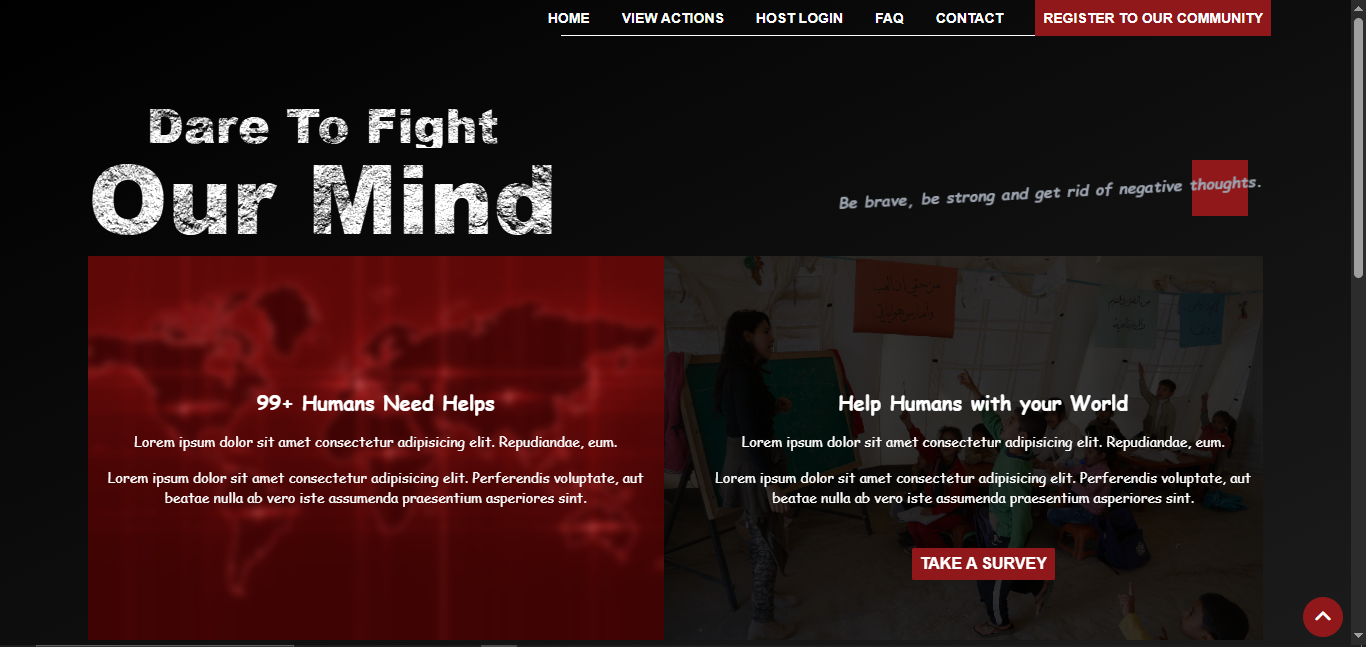 HOME VIEW ACTIONS HOST LOGIN FAQ CONTACT REGISTER TO OUR COMMUNITY
Dare To Fight
Our Mind
Be brave, be strong and get rid of negative thoughts.
99+ Humans Need Helps
Lorem ipsum dolor sit amet consectetur adipisicing elit. Repudiandae, eum.
Lorem ipsum dolor sit amet consectetur adipisicing elit. Perferendis voluptate, aut
beatae nulla ab vero iste assumenda praesentium asperiores sint.
Help Humans with your World
Lorem ipsum dolor sit amet consectetur adipisicing elit. Repudiandae, eum.
Lorem ipsum dolor sit amet consectetur adipisicing elit. Perferendis voluptate, aut
beatae nulla ab vero iste assumenda praesentium asperiores sint.
TAKE A SURVEY